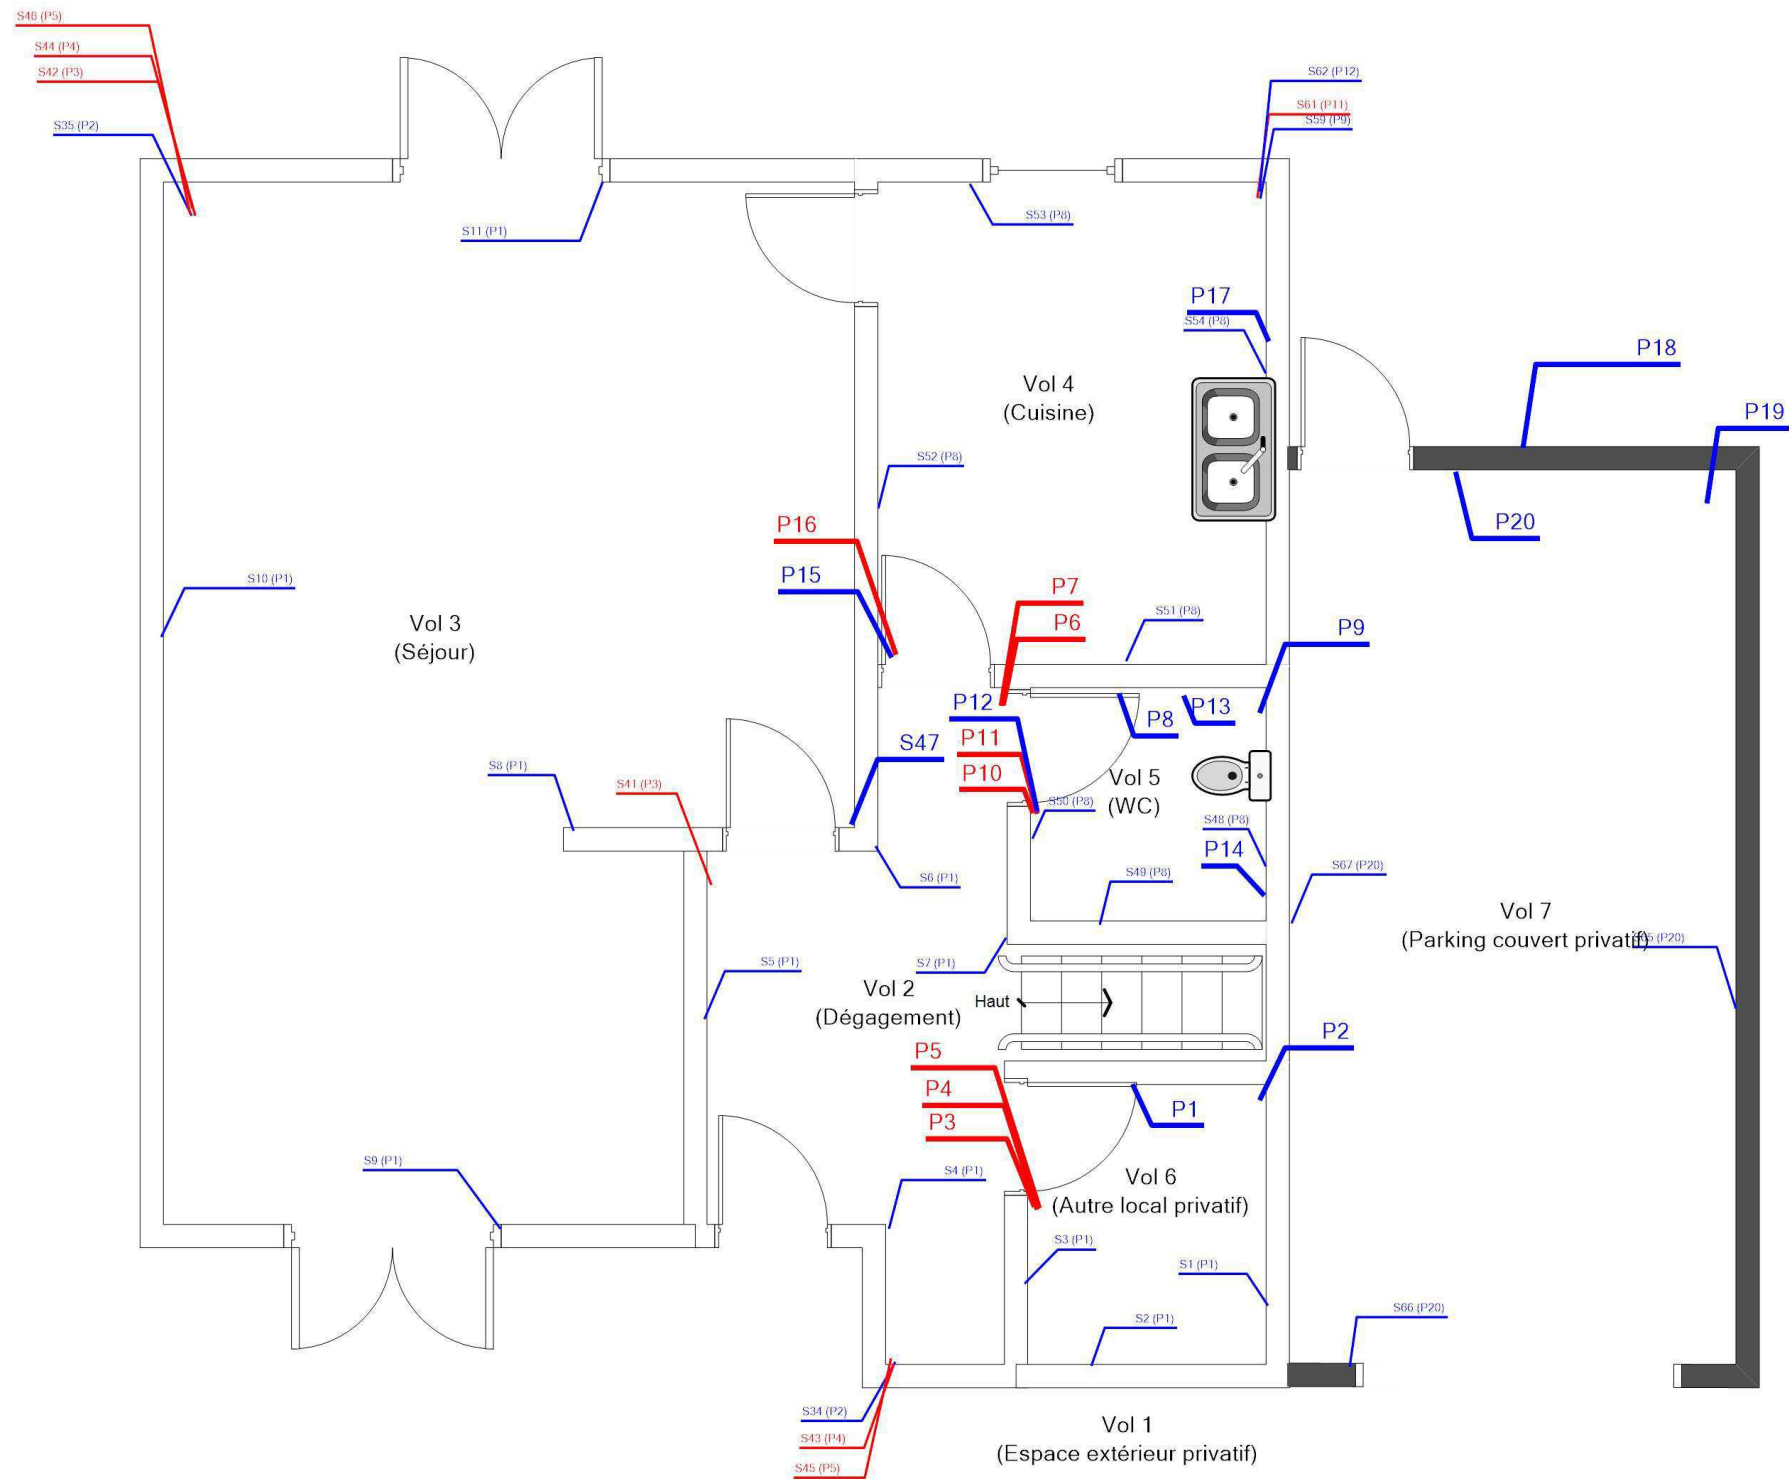 S46 (P5)
S44 (P4)
S42 (P3)
S35 (P2)
S62 (P12)
S61 (P11)
S59 (P9)
S11 (P1)
S53 (P8)
P17
S54 (P8)
P18
P19
Vol 4
(Cuisine)
S52 (P8)
P16
P20
P15
S10 (P1)
P7
P6
S51 (P8)
P9
Vol 3
(Séjour)
P12
P13
P8
P11
S47
P10
Vol 5
(WC)
S8 (P1)
S41 (P3)
S50 (P8)
S48 (P8)
P14
S67 (P20)
S6 (P1)
S49 (P8)
Vol 7
(Parking couvert privatif)
S65 (P20)
S5 (P1)
S7 (P1)
Vol 2
(Dégagement)
Haut
P2
P5
P4
P3
P1
S9 (P1)
S4 (P1)
Vol 6
(Autre local privatif)
S3 (P1)
S1 (P1)
S2 (P1)
S66 (P20)
S34 (P2)
S43 (P4)
S45 (P5)
Vol 1
(Espace extérieur privatif)